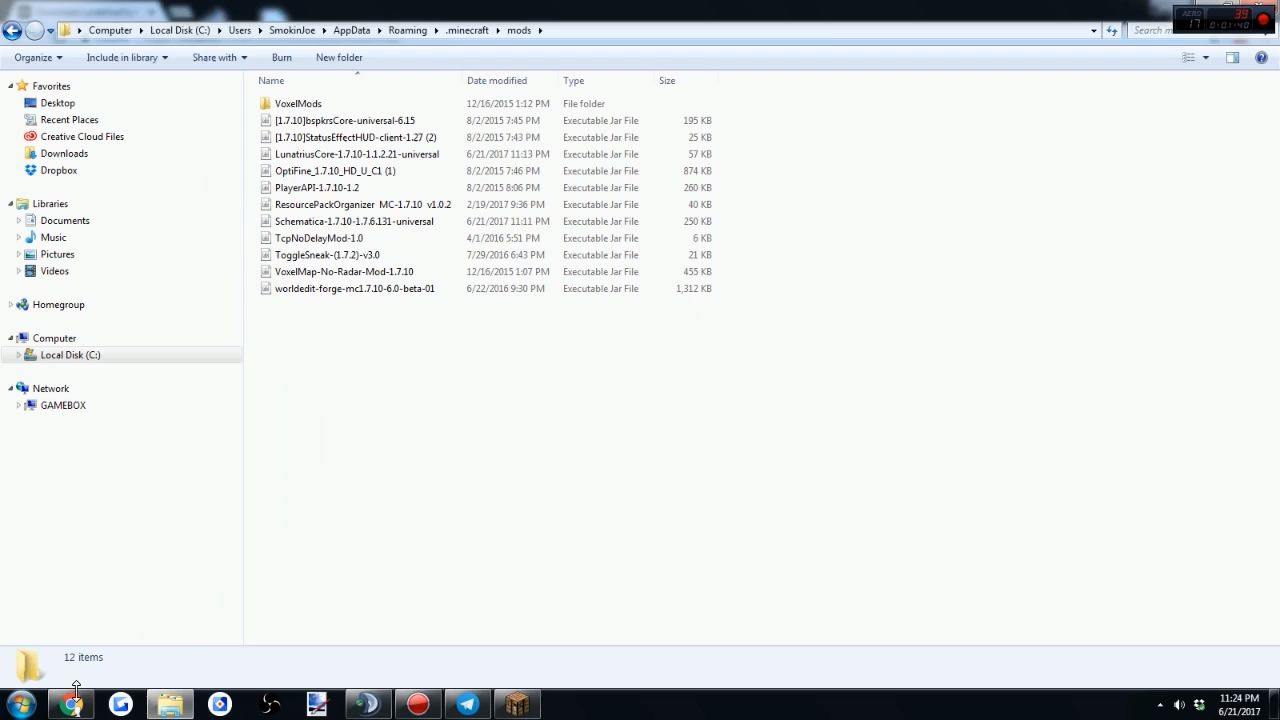 AERO 39
17 0:01:40
Computer Local Disk (C:) Users SmokinJoe AppData Roaming .minecraft mods
Search m
Organize Include in library Share with Burn New folder
Name Date modified Type Size
Favorites
Desktop
Recent Places
Creative Cloud Files
Downloads
Dropbox
Libraries
Documents
Music
Pictures
Videos
Homegroup
Computer
Local Disk (C:)
Network
GAMEBOX
VoxelMods 12/16/2015 1:12 PM File folder
[1.7.10]bspkrsCore-universal-6.15 8/2/2015 7:45 PM Executable Jar File 195 KB
[1.7.10]StatusEffectHUD-client-1.27 (2) 8/2/2015 7:43 PM Executable Jar File 25 KB
LunatriusCore-1.7.10-1.1.2.21-universal 6/21/2017 11:13 PM Executable Jar File 57 KB
OptiFine_1.7.10_HD_U_C1 (1) 8/2/2015 7:46 PM Executable Jar File 874 KB
PlayerAPI-1.7.10-1.2 8/2/2015 8:06 PM Executable Jar File 260 KB
ResourcePackOrganizer_MC-1.7.10_v1.0.2 2/19/2017 9:36 PM Executable Jar File 40 KB
Schematica-1.7.10-1.7.6.131-universal 6/21/2017 11:11 PM Executable Jar File 250 KB
TcpNoDelayMod-1.0 4/1/2016 5:51 PM Executable Jar File 6 KB
ToggleSneak-(1.7.2)-v3.0 7/29/2016 6:43 PM Executable Jar File 21 KB
VoxelMap-No-Radar-Mod-1.7.10 12/16/2015 1:07 PM Executable Jar File 455 KB
worldedit-forge-mc1.7.10-6.0-beta-01 6/22/2016 9:30 PM Executable Jar File 1,312 KB
12 items
11:24 PM
6/21/2017